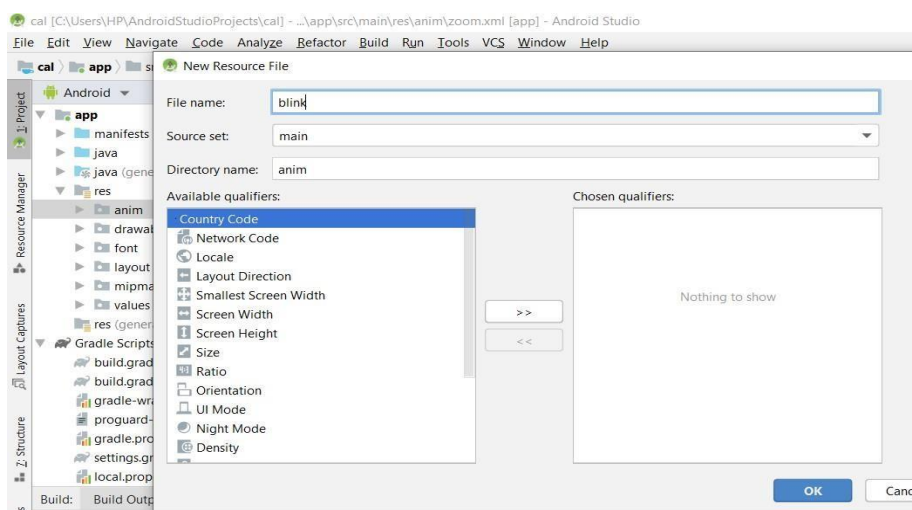 cal [C:\Users\HP\AndroidStudioProjects\cal] - ...\app\src\main\res\anim\zoom.xml [app] - Android Studio
File Edit View Navigate Code Analyze Refactor Build Run Tools VCS Window Help
cal app
New Resource File
1: Project
Resource Manager
Layout Captures
Z: Structure
Android
app
manifests
java
java (gene
res
anim
drawab
font
layout
mipma
values
res (gener
Gradle Scripts
build.grad
build.grad
gradle-wra
proguard-
gradle.pro
settings.gr
local.prop
Build: Build Outp
File name: blink
Source set: main
Directory name: anim
Available qualifiers:
Country Code
Network Code
Locale
Layout Direction
Smallest Screen Width
Screen Width
Screen Height
Size
Ratio
Orientation
UI Mode
Night Mode
Density
>>
<<
Chosen qualifiers:
Nothing to show
OK Canc